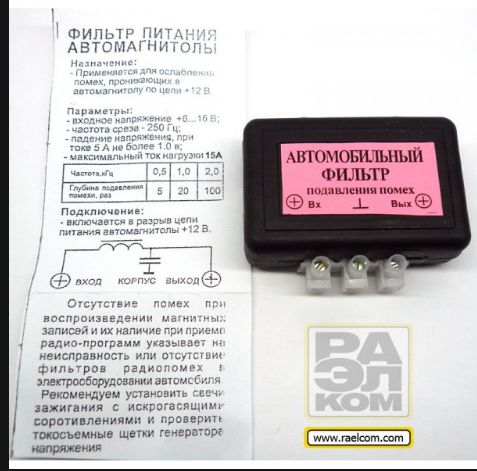 ФИЛЬТР ПИТАНИЯ
АВТОМАГНИТОЛЫ
Назначение:
- Применяется для ослабления
помех, проникающих в
автомагнитолу по цепи +12 В.
Параметры:
- входное напряжение +6...16 В;
- частота среза - 250 Гц;
- падение напряжения, при
токе 5 А не более 1.0 в;
- максимальный ток нагрузки 15А
Частота,кГц 0,5 1,0 2,0
Глубина подавления
помехи, раз 5 20 100
Подключение:
- включается в разрыв цепи
питания автомагнитолы +12 В.
ВХОД КОРПУС ВЫХОД
Отсутствие помех при
воспроизведении магнитных
записей и их наличие при приеме
радио-программ указывает на
неисправность или отсутствие
фильтров радиопомех в
электрооборудовании автомобиля.
Рекомендуем установить свечи
зажигания с искрогасящими
соротивлениями и проверить
токосъемные щетки генератора
напряжения
АВТОМОБИЛЬНЫЙ
ФИЛЬТР
подавления помех
Вх Вых
РА
ЭЛ
КОМ
www.raelcom.com